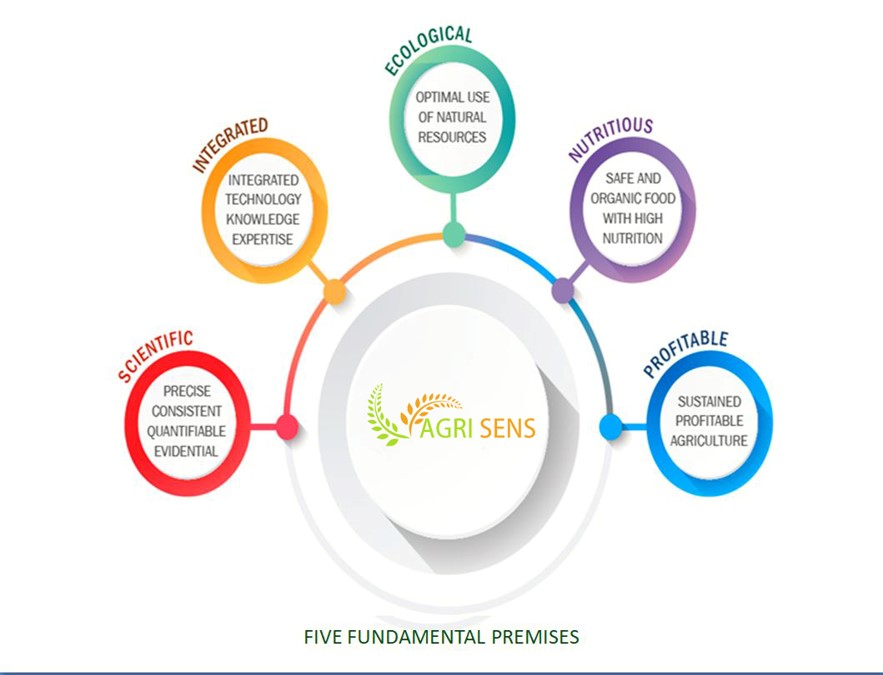 ECOLOGICAL
OPTIMAL USE
OF NATURAL
RESOURCES
INTEGRATED
INTEGRATED
TECHNOLOGY
KNOWLEDGE
EXPERTISE
NUTRITIOUS
SAFE AND
ORGANIC FOOD
WITH HIGH
NUTRITION
SCIENTIFIC
PRECISE
CONSISTENT
QUANTIFIABLE
EVIDENTIAL
PROFITABLE
SUSTAINED
PROFITABLE
AGRICULTURE
AGRI SENS
FIVE FUNDAMENTAL PREMISES